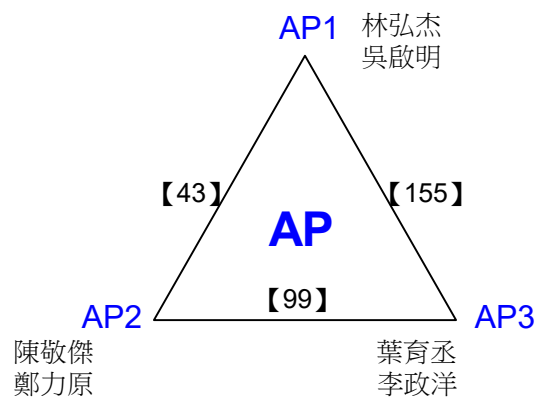 AP1
林弘杰
吳啟明
【43】
【155】
AP
【99】
AP2
AP3
陳敬傑
鄭力原
葉育丞
李政洋